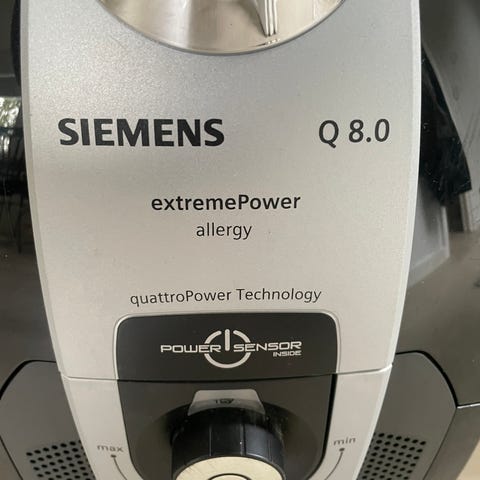 SIEMENS Q 8.0
extremePower
allergy
quattroPower Technology
POWER SENSOR
INSIDE
max min